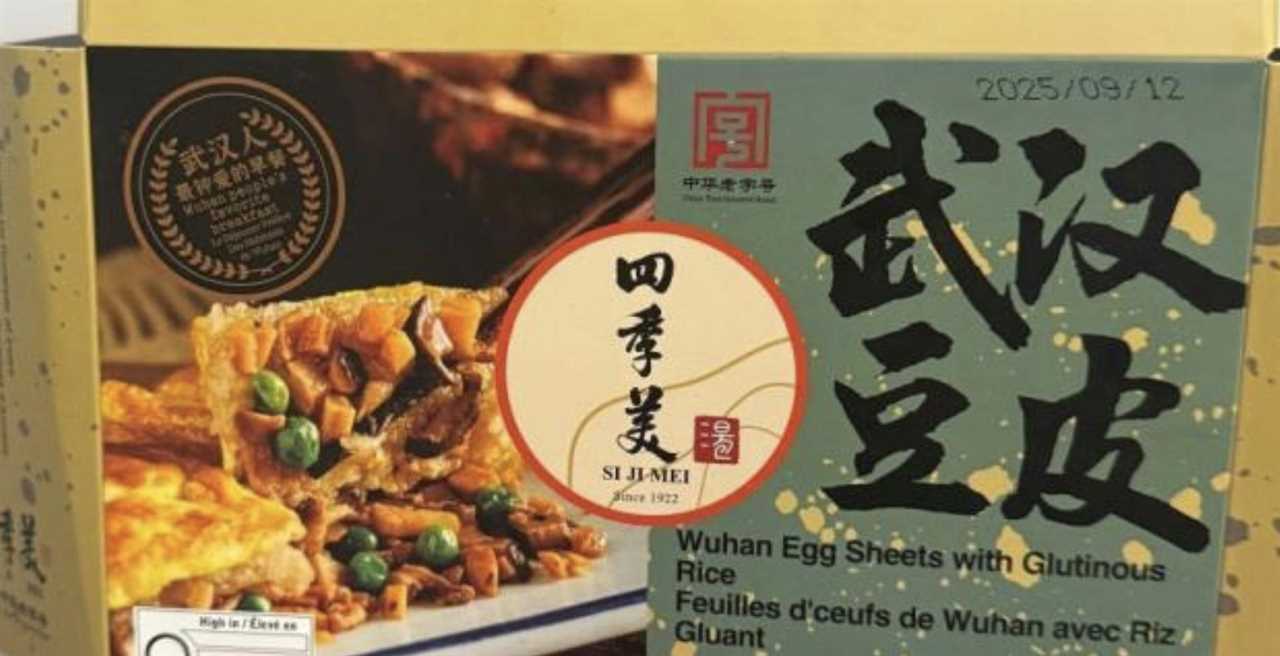 武汉人
最钟爱的早餐
Wuhan people's
favorite
breakfast
中华老字号
2025/09/12
武汉
豆皮
四季美
SI JI MEI
Since 1922
Wuhan Egg Sheets with Glutinous
Rice
Feuilles d'ceufs de Wuhan avec Riz
Gluant
High in / Élevé en